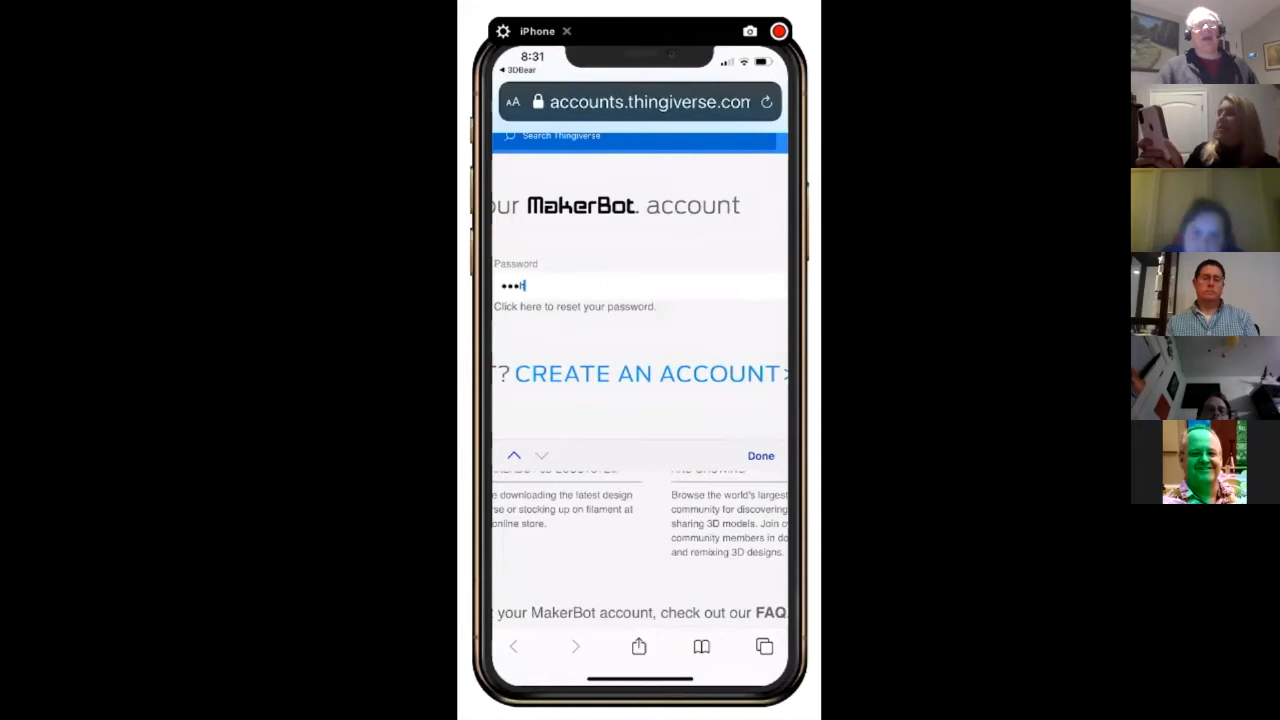 iPhone
8:31
◄ 3DBear
AA accounts.thingiverse.com
Search Thingiverse
our MakerBot. account
Password
•••h
Click here to reset your password.
T? CREATE AN ACCOUNT >
Done
e downloading the latest design
se or stocking up on filament at
online store.
Browse the world's largest
community for discovering
sharing 3D models. Join o
community members in do
and remixing 3D designs.
your MakerBot account, check out our FAQ.